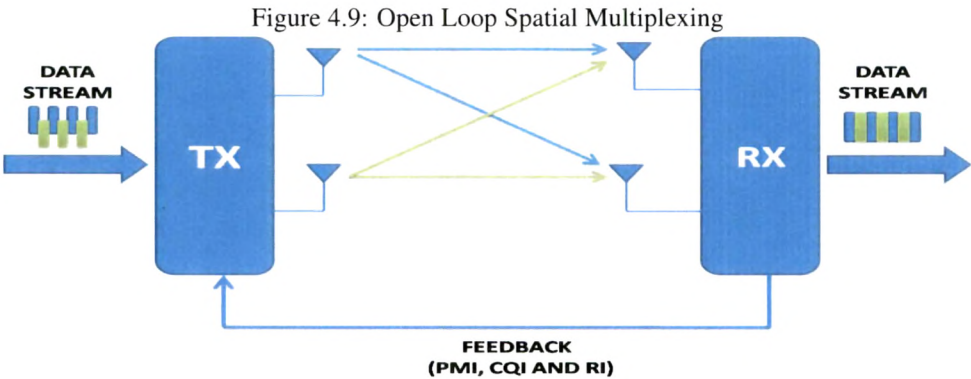 Figure 4.9: Open Loop Spatial Multiplexing
DATA
STREAM
TX
RX
DATA
STREAM
FEEDBACK
(PMI, CQI AND RI)